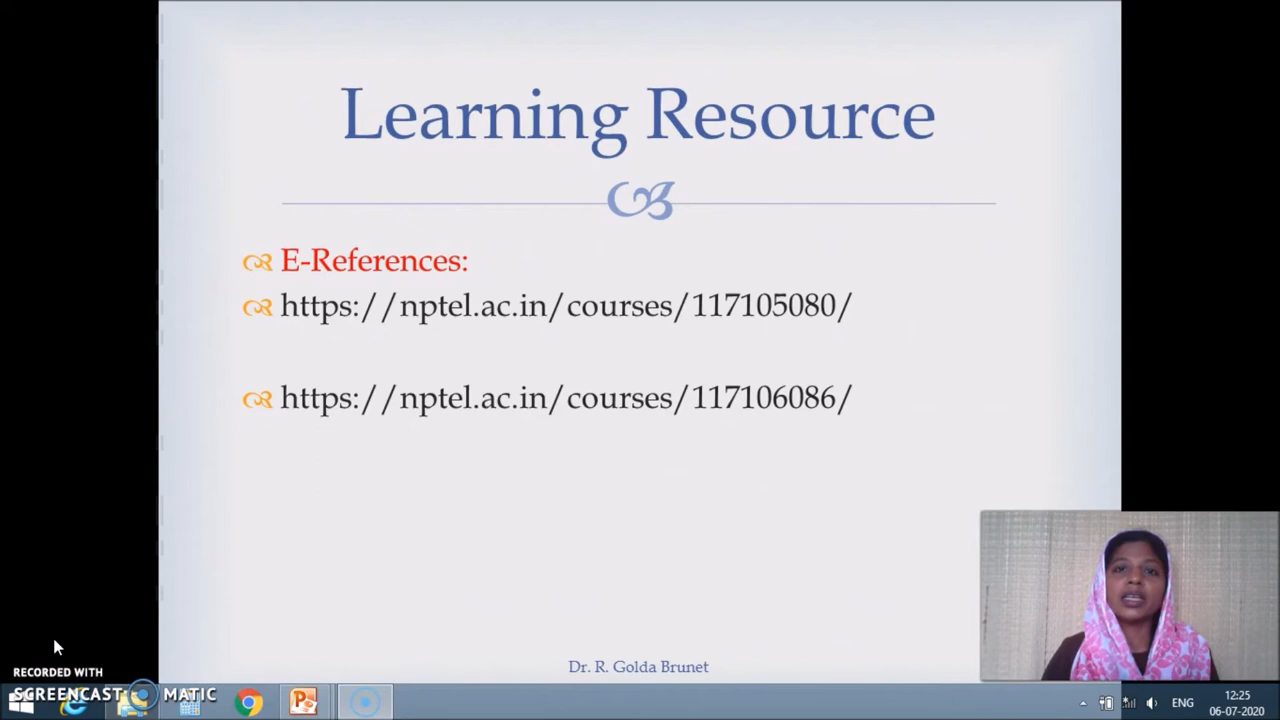 Learning Resource
E-References:
https://nptel.ac.in/courses/117105080/
https://nptel.ac.in/courses/117106086/
Dr. R. Golda Brunet
RECORDED WITH
SCREENCAST MATIC
ENG
12:25
06-07-2020